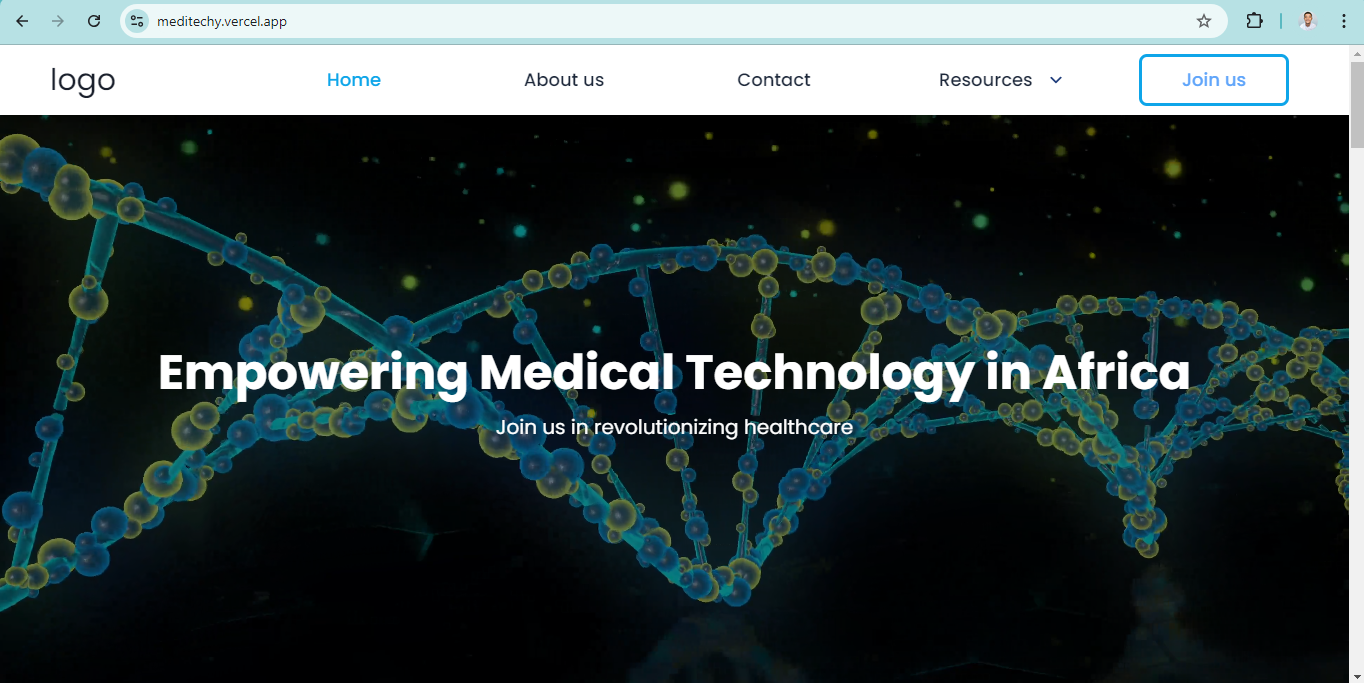 meditechy.vercel.app
logo Home About us Contact Resources Join us
Empowering Medical Technology in Africa
Join us in revolutionizing healthcare